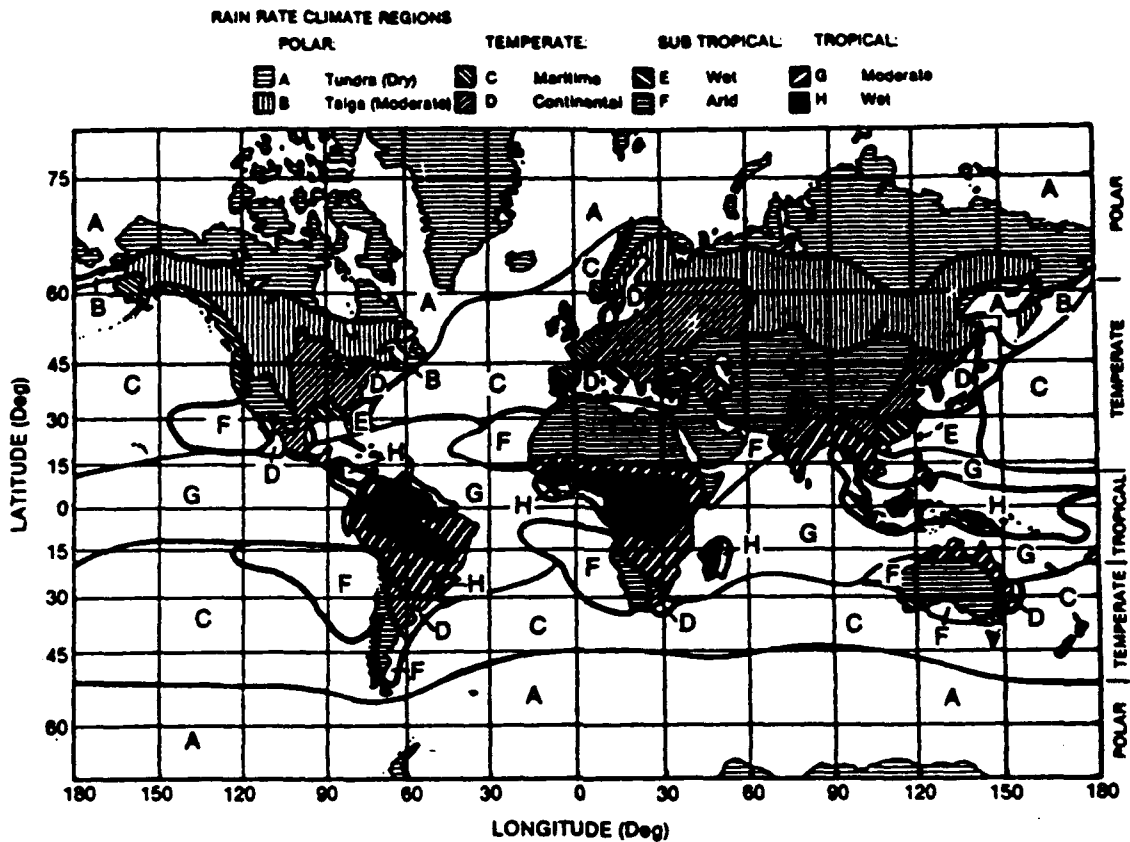 RAIN RATE CLIMATE REGIONS
POLAR: TEMPERATE: SUB TROPICAL: TROPICAL:
A Tundra (Dry) C Maritime E Wet G Moderate
B Taiga (Moderate) D Continental F Arid H Wet
75
A A A
POLAR
C
D
60
B A A B
45
C D B C D D C
TEMPERATE
30
F E F F E
D H
15
G
G G H H
LATITUDE (Deg)
0
G
TROPICAL
15
H G
F F F
H
30
C D C D C F D C
TEMPERATE
45
F
A A
60
A
POLAR
180 150 120 90 60 30 0 30 60 90 120 150 180
LONGITUDE (Deg)